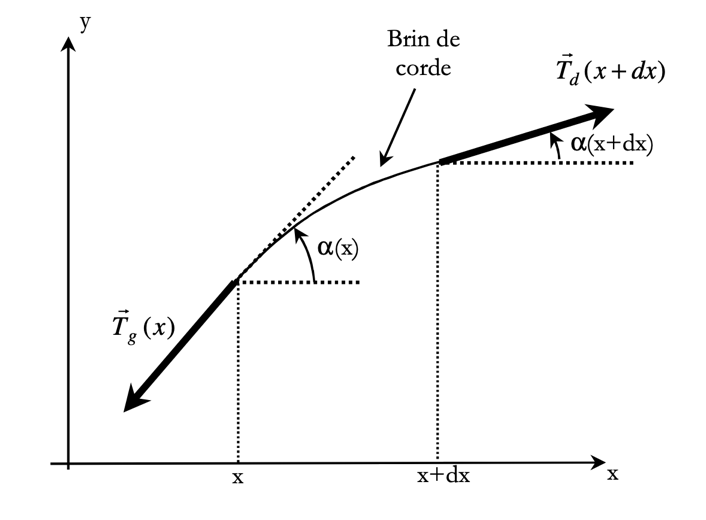 y
Brin de
corde
T⃗d (x + dx)
α(x+dx)
α(x)
T⃗g (x)
x
x+dx
x